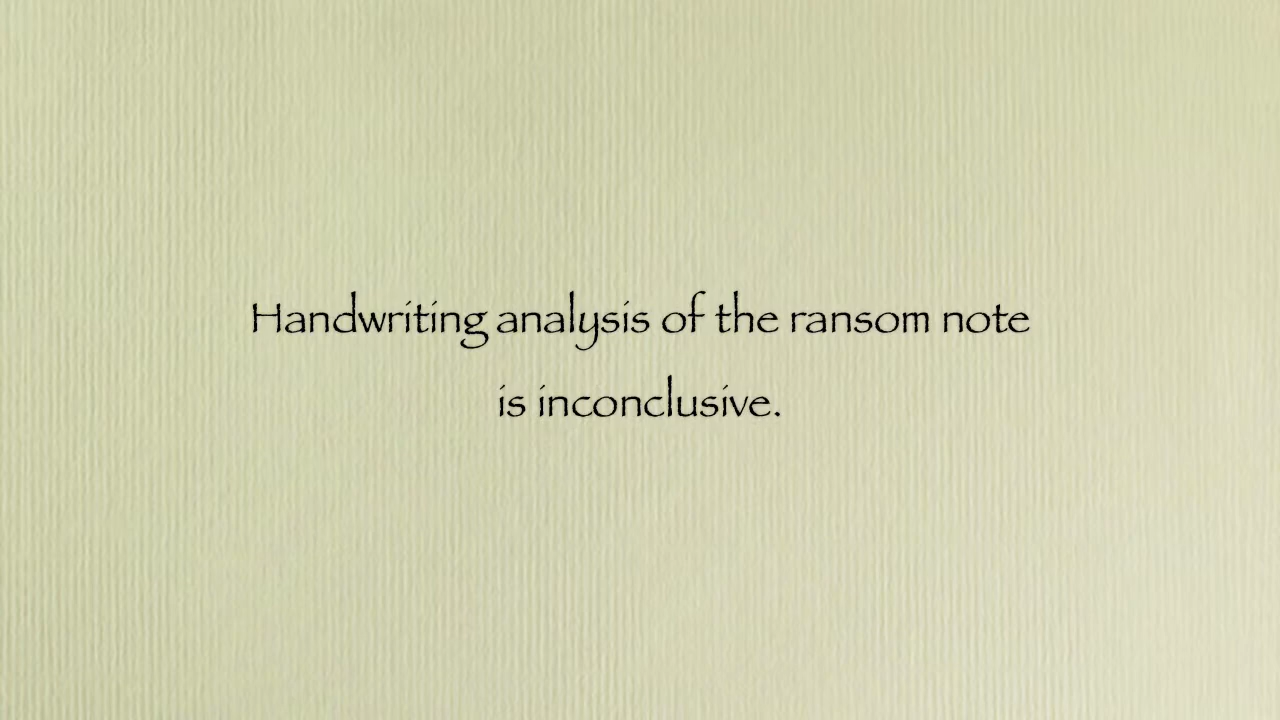 Handwriting analysis of the ransom note
is inconclusive.